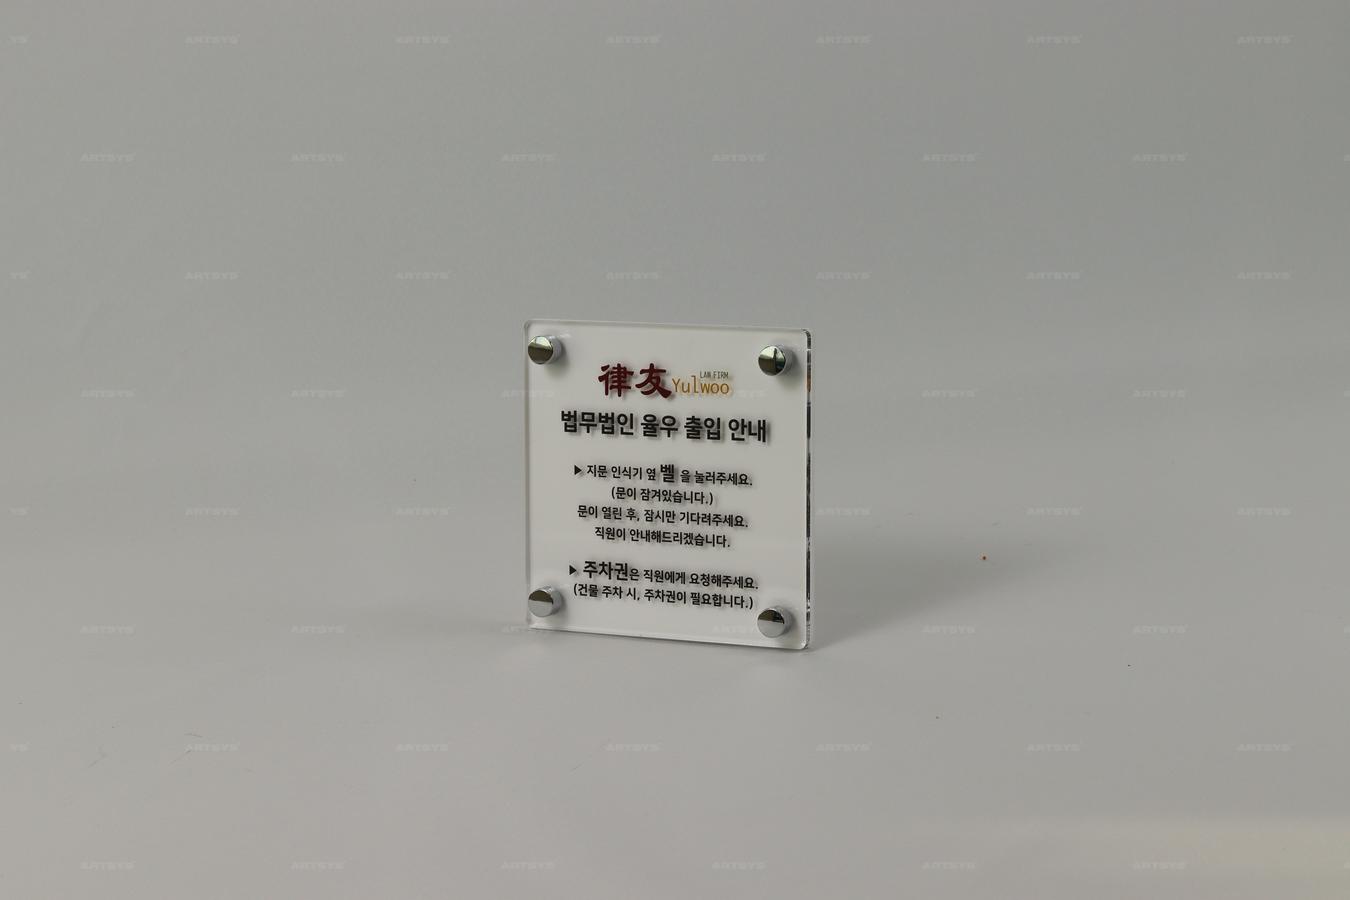 律友 Yulwoo LAW FIRM
법무법인 율우 출입 안내
▶ 지문 인식기 옆 벨 을 눌러주세요.
(문이 잠겨있습니다.)
문이 열린 후, 잠시만 기다려주세요.
직원이 안내해드리겠습니다.
▶ 주차권은 직원에게 요청해주세요.
(건물 주차 시, 주차권이 필요합니다.)
ARTSYS